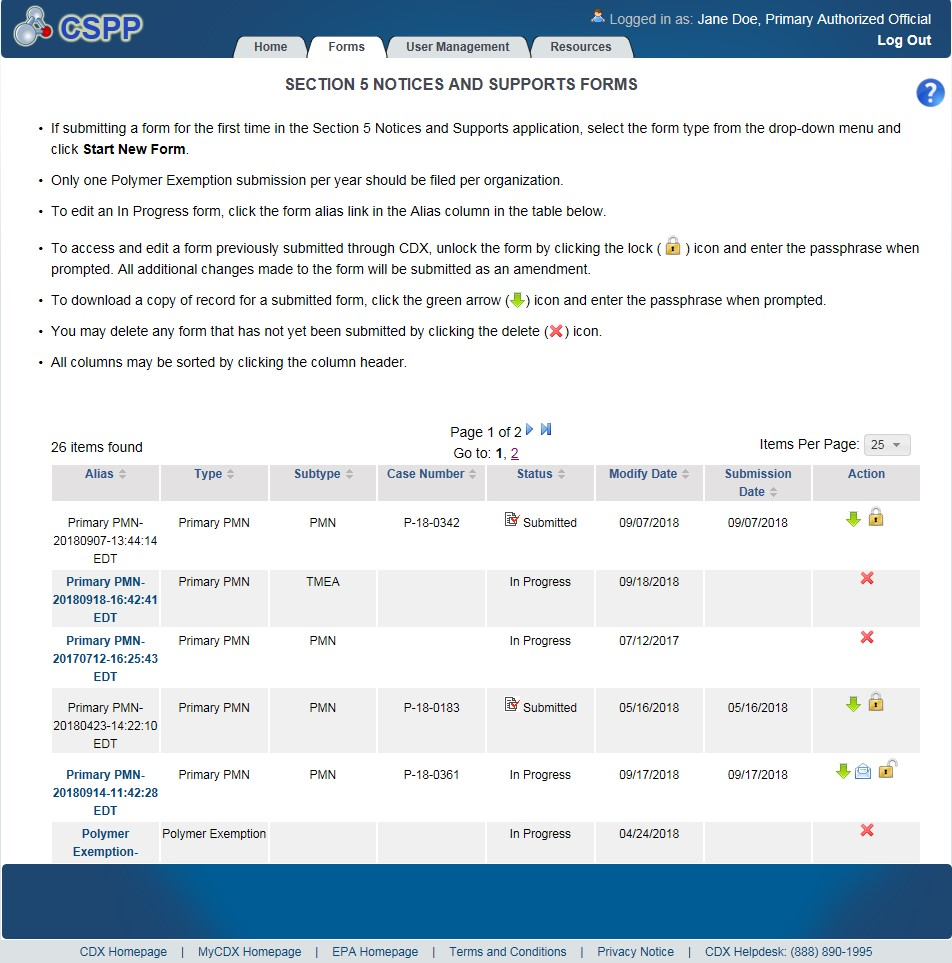 CSPP
Logged in as: Jane Doe, Primary Authorized Official
Log Out
Home Forms User Management Resources
SECTION 5 NOTICES AND SUPPORTS FORMS
?
• If submitting a form for the first time in the Section 5 Notices and Supports application, select the form type from the drop-down menu and
click Start New Form.
• Only one Polymer Exemption submission per year should be filed per organization.
• To edit an In Progress form, click the form alias link in the Alias column in the table below.
• To access and edit a form previously submitted through CDX, unlock the form by clicking the lock ( ) icon and enter the passphrase when
prompted. All additional changes made to the form will be submitted as an amendment.
• To download a copy of record for a submitted form, click the green arrow ( ) icon and enter the passphrase when prompted.
• You may delete any form that has not yet been submitted by clicking the delete ( ) icon.
• All columns may be sorted by clicking the column header.
26 items found
Page 1 of 2
Go to: 1, 2
Items Per Page: 25
Alias Type Subtype Case Number Status Modify Date Submission Action
Date
Primary PMN- Primary PMN PMN P-18-0342 Submitted 09/07/2018 09/07/2018
20180907-13:44:14
EDT
Primary PMN- Primary PMN TMEA In Progress 09/18/2018
20180918-16:42:41
EDT
Primary PMN- Primary PMN PMN In Progress 07/12/2017
20170712-16:25:43
EDT
Primary PMN- Primary PMN PMN P-18-0183 Submitted 05/16/2018 05/16/2018
20180423-14:22:10
EDT
Primary PMN- Primary PMN PMN P-18-0361 In Progress 09/17/2018 09/17/2018
20180914-11:42:28
EDT
Polymer Polymer Exemption In Progress 04/24/2018
Exemption-
CDX Homepage | MyCDX Homepage | EPA Homepage | Terms and Conditions | Privacy Notice | CDX Helpdesk: (888) 890-1995